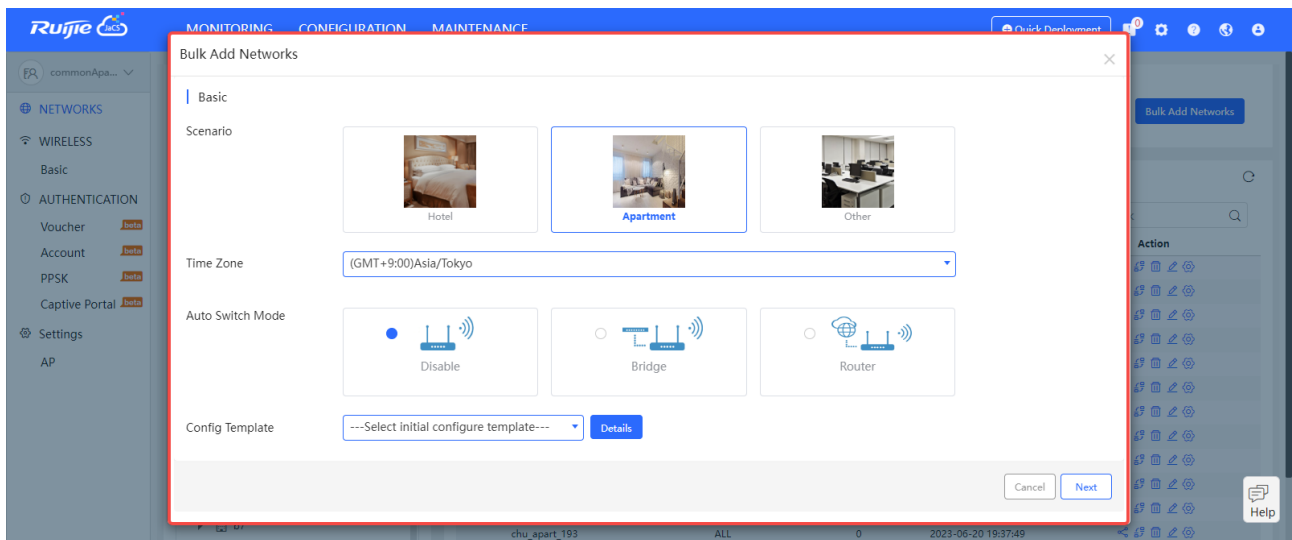 Ruijie JaCS MONITORING CONFIGURATION MAINTENANCE Quick Deployment 0
commonApa...
NETWORKS
WIRELESS
Basic
AUTHENTICATION
Voucher beta
Account beta
PPSK beta
Captive Portal beta
Settings
AP
Bulk Add Networks
Basic
Scenario
Hotel Apartment Other
Time Zone (GMT+9:00)Asia/Tokyo
Auto Switch Mode
Disable Bridge Router
Config Template ---Select initial configure template--- Details
Cancel Next
Bulk Add Networks
Action
Help
chu_apart_193 ALL 0 2023-06-20 19:37:49